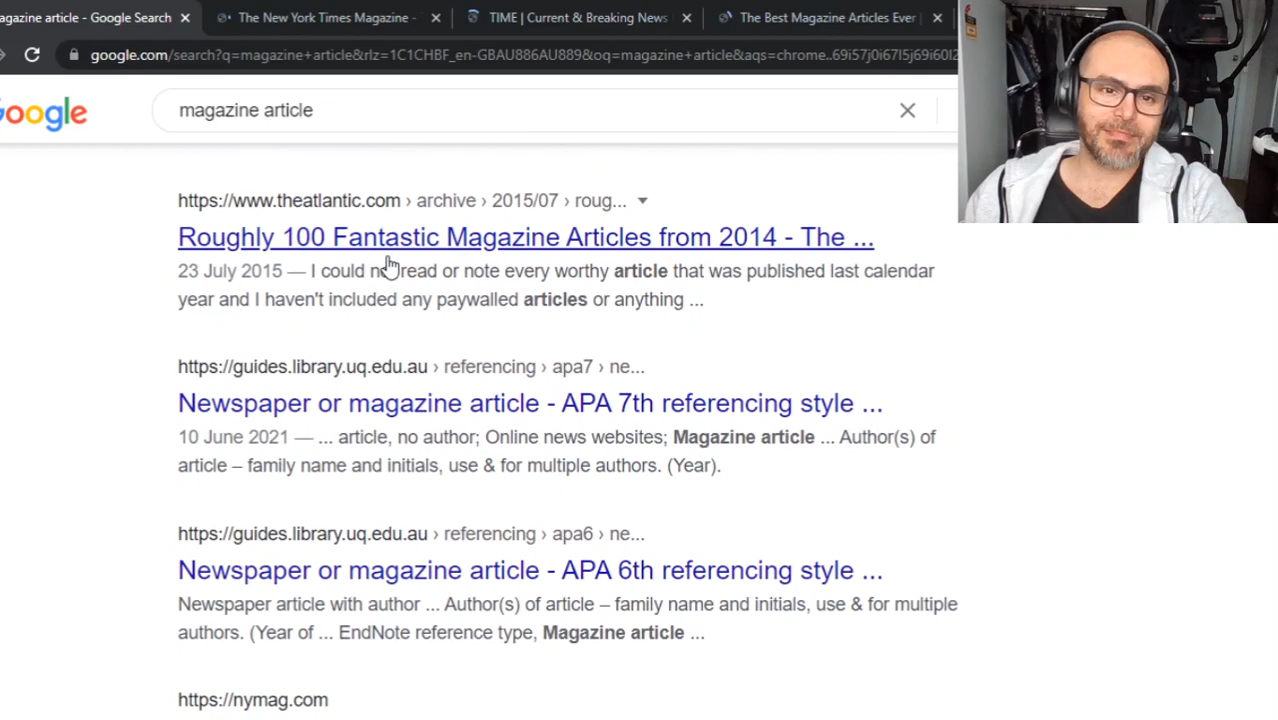 agazine article - Google Search
The New York Times Magazine -
TIME | Current & Breaking News
The Best Magazine Articles Ever
google.com/search?q=magazine+article&rlz=1C1CHBF_en-GBAU886AU889&oq=magazine+article&aqs=chrome..69i57j0i67l5j69i60l2
oogle
magazine article
https://www.theatlantic.com › archive › 2015/07 › roug...
Roughly 100 Fantastic Magazine Articles from 2014 - The ...
23 July 2015 — I could not read or note every worthy article that was published last calendar
year and I haven't included any paywalled articles or anything ...
https://guides.library.uq.edu.au › referencing › apa7 › ne...
Newspaper or magazine article - APA 7th referencing style ...
10 June 2021 — ... article, no author; Online news websites; Magazine article ... Author(s) of
article – family name and initials, use & for multiple authors. (Year).
https://guides.library.uq.edu.au › referencing › apa6 › ne...
Newspaper or magazine article - APA 6th referencing style ...
Newspaper article with author ... Author(s) of article – family name and initials, use & for multiple
authors. (Year of ... EndNote reference type, Magazine article ...
https://nymag.com